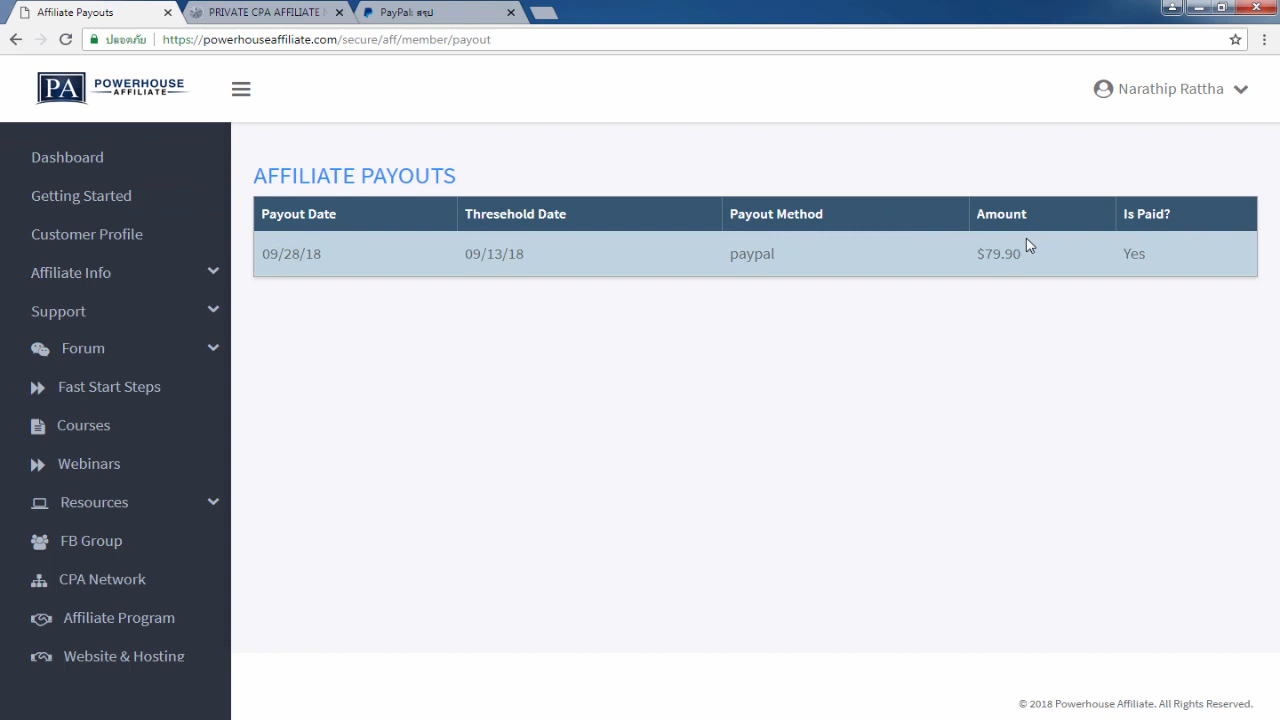 Affiliate Payouts
PRIVATE CPA AFFILIATE
PayPal: สรุป
ปลอดภัย
https://powerhouseaffiliate.com/secure/aff/member/payout
PA POWERHOUSE AFFILIATE
Narathip Rattha
Dashboard
Getting Started
Customer Profile
Affiliate Info
Support
Forum
Fast Start Steps
Courses
Webinars
Resources
FB Group
CPA Network
Affiliate Program
Website & Hosting
AFFILIATE PAYOUTS
Payout Date Thresehold Date Payout Method Amount Is Paid?
09/28/18 09/13/18 paypal $79.90 Yes
© 2018 Powerhouse Affiliate. All Rights Reserved.